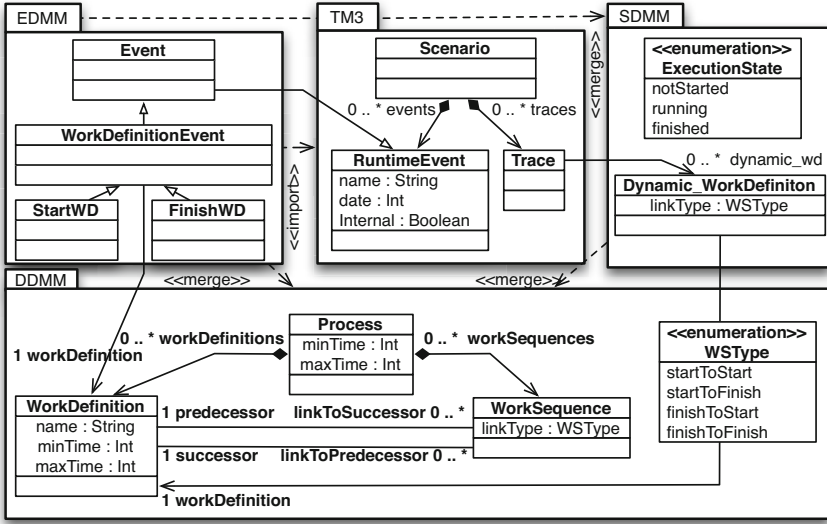 EDMM
TM3
SDMM
Event
Scenario
<<enumeration>>
ExecutionState
notStarted
running
finished
<<merge>>
0 .. * events
0 .. * traces
WorkDefinitionEvent
<<import>>
RuntimeEvent
name : String
date : Int
Internal : Boolean
Trace
0 .. * dynamic_wd
Dynamic_WorkDefiniton
linkType : WSType
StartWD
FinishWD
DDMM
<<merge>>
<<merge>>
0 .. * workDefinitions
Process
minTime : Int
maxTime : Int
0 .. * workSequences
1 workDefinition
<<enumeration>>
WSType
startToStart
startToFinish
finishToStart
finishToFinish
WorkDefinition
name : String
minTime : Int
maxTime : Int
1 predecessor
linkToSuccessor 0 .. *
WorkSequence
linkType : WSType
1 successor
linkToPredecessor 0 .. *
1 workDefinition